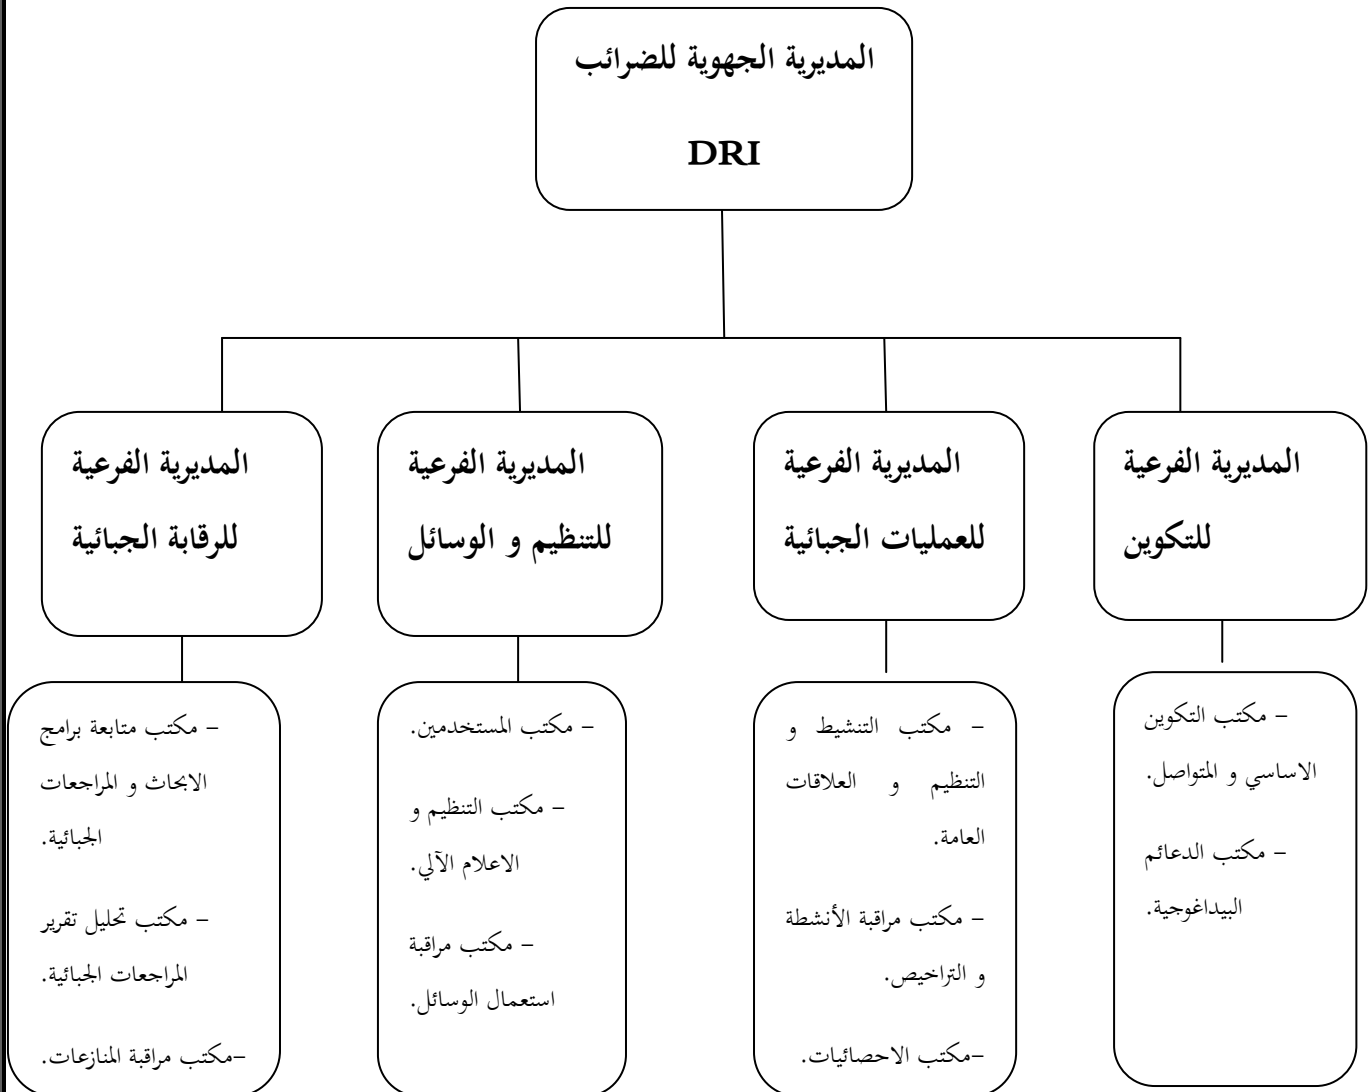 المديرية الجهوية للضرائب
DRI
المديرية الفرعية
للتكوين
المديرية الفرعية
للعمليات الجبائية
المديرية الفرعية
للتنظيم و الوسائل
المديرية الفرعية
للرقابة الجبائية
– مكتب التكوين
الاساسي و المتواصل.
– مكتب الدعائم
البيداغوجية.
– مكتب التنشيط و
التنظيم و العلاقات
العامة.
– مكتب مراقبة الأنشطة
و التراخيص.
–مكتب الاحصائيات.
– مكتب المستخدمين.
– مكتب التنظيم و
الاعلام الآلي.
– مكتب مراقبة
استعمال الوسائل.
– مكتب متابعة برامج
الابحاث و المراجعات
الجبائية.
– مكتب تحليل تقرير
المراجعات الجبائية.
–مكتب مراقبة المنازعات.